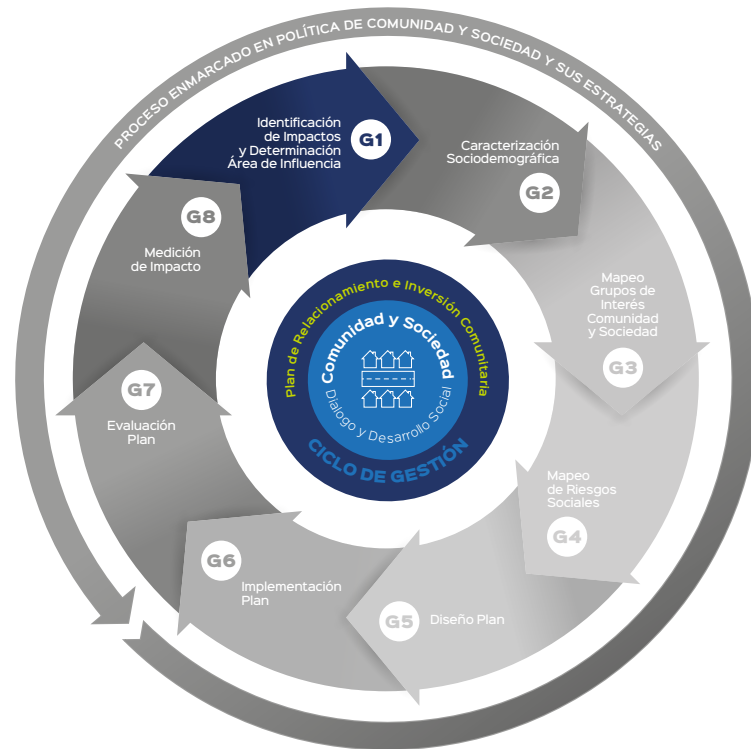 PROCESO ENMARCADO EN POLÍTICA DE COMUNIDAD Y SOCIEDAD Y SUS ESTRATEGIAS
Identificación
de Impactos
y Determinación
Área de Influencia
G1
Caracterización
Sociodemográfica
G2
Mapeo
Grupos de
Interés
Comunidad
y Sociedad
G3
Mapeo
de Riesgos
Sociales
G4
G5
Diseño Plan
G6
Implementación
Plan
G7
Evaluación
Plan
G8
Medición
de Impacto
Plan de Relacionamiento e Inversión Comunitaria
Comunidad y Sociedad
Dialogo y Desarrollo Social
CICLO DE GESTIÓN